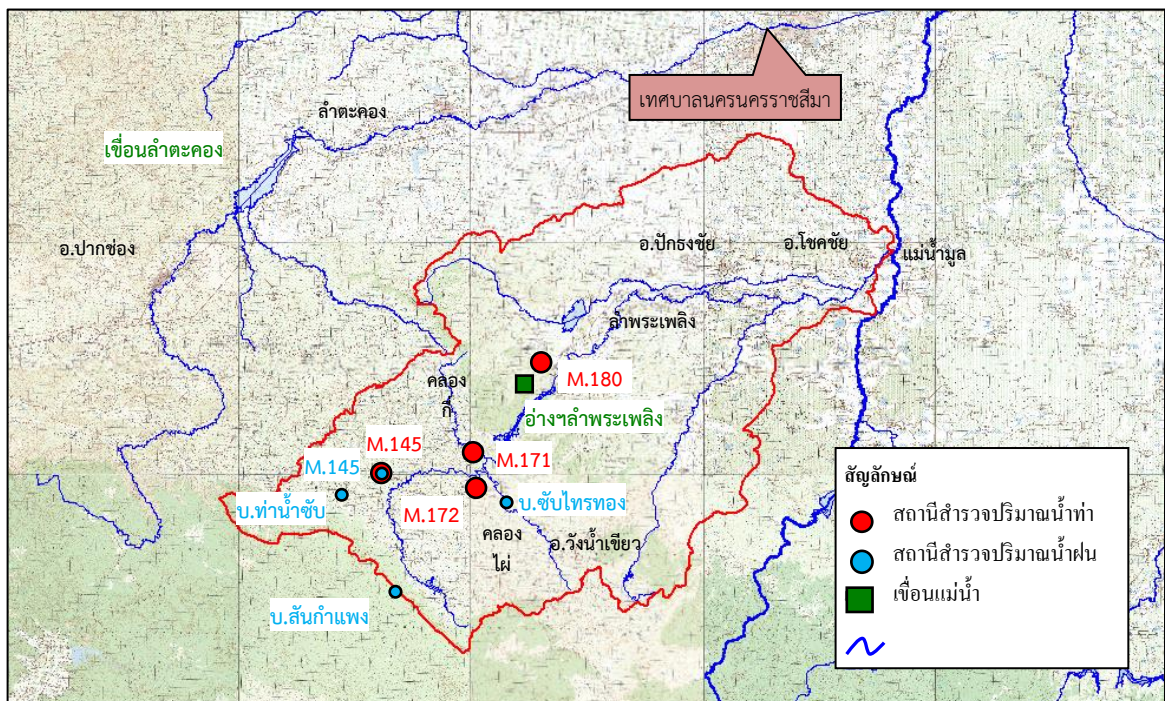 เทศบาลนครนครราชสีมา
ลำตะคอง
เขื่อนลำตะคอง
อ.ปากช่อง
อ.ปักธงชัย
อ.โชคชัย
แม่น้ำมูล
ลำพระเพลิง
M.180
คลอง
กี่
อ่างฯลำพระเพลิง
M.145
M.145
M.171
บ.ท่าน้ำซับ
M.172
บ.ซับไทรทอง
คลอง
ไผ่
อ.วังน้ำเขียว
บ.สันกำแพง
สัญลักษณ์
สถานีสำรวจปริมาณน้ำท่า
สถานีสำรวจปริมาณน้ำฝน
เขื่อนแม่น้ำ